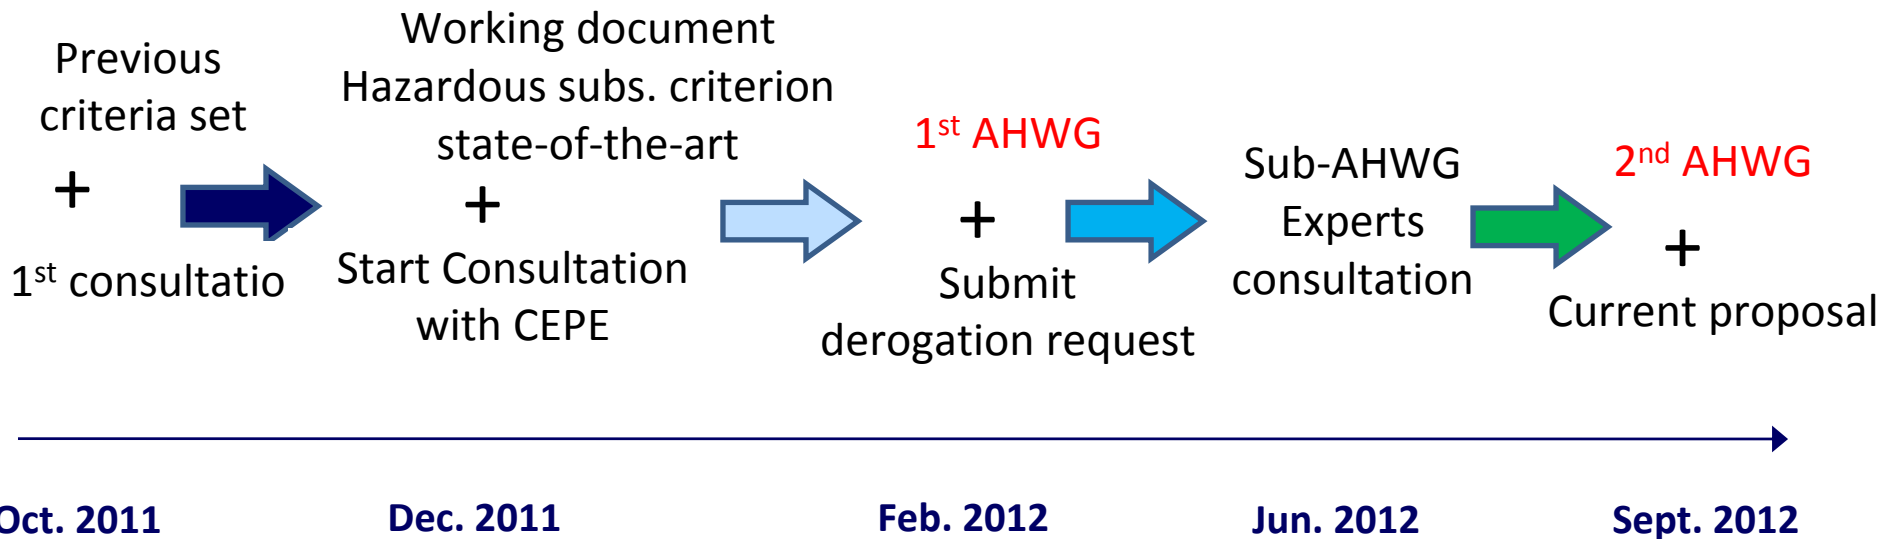 Previous
criteria set
+
1st consultatio
Working document
Hazardous subs. criterion
state-of-the-art
+
Start Consultation
with CEPE
1st AHWG
+
Submit
derogation request
Sub-AHWG
Experts
consultation
2nd AHWG
+
Current proposal
Oct. 2011
Dec. 2011
Feb. 2012
Jun. 2012
Sept. 2012